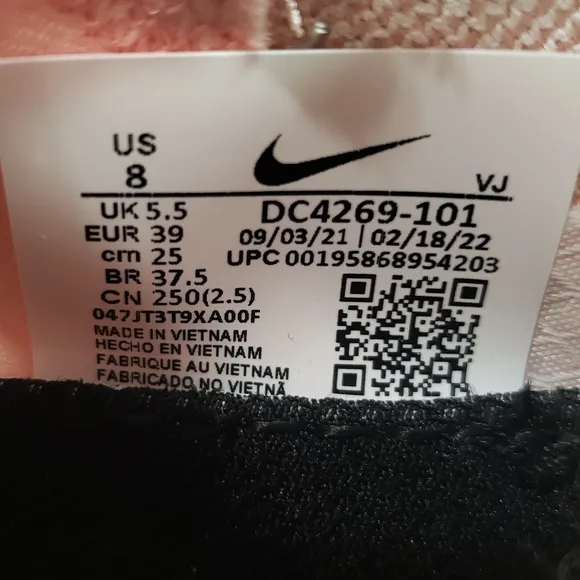 US
8
VJ
UK 5.5
EUR 39
cm 25
BR 37.5
CN 250(2.5)
047JT3T9XA00F
MADE IN VIETNAM
HECHO EN VIETNAM
FABRIQUE AU VIETNAM
FABRICADO NO VIETNÃ
DC4269-101
09/03/21 | 02/18/22
UPC 00195868954203